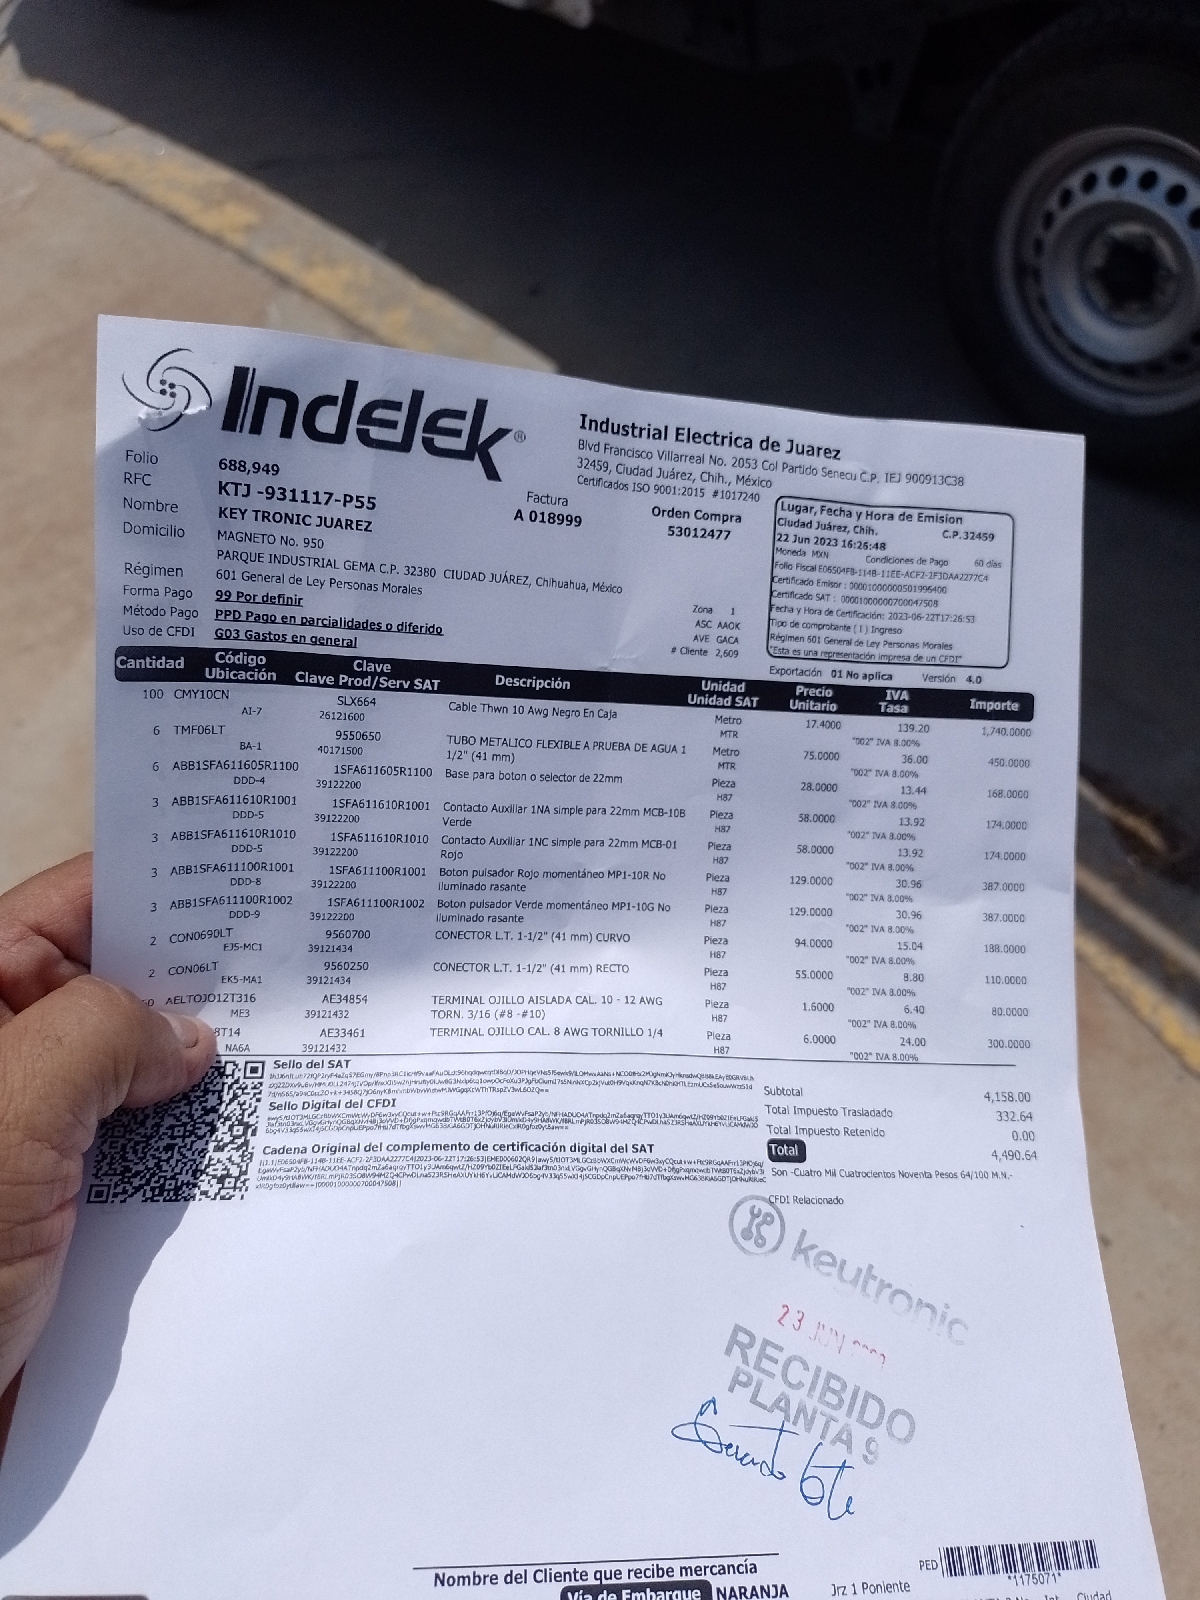 Indelek®
Industrial Electrica de Juarez
Blvd Francisco Villarreal No. 2053 Col Partido Senecu C.P. IEJ 900913C38
32459, Ciudad Juárez, Chih., México
Certificados ISO 9001:2015 #1017240
Folio 688,949
RFC KTJ -931117-P55
Nombre KEY TRONIC JUAREZ
Domicilio MAGNETO No. 950
PARQUE INDUSTRIAL GEMA C.P. 32380 CIUDAD JUÁREZ, Chihuahua, México
Régimen 601 General de Ley Personas Morales
Forma Pago 99 Por definir
Método Pago PPD Pago en parcialidades o diferido
Uso de CFDI G03 Gastos en general
Factura
A 018999
Orden Compra
53012477
Lugar, Fecha y Hora de Emision
Ciudad Juárez, Chih. C.P.32459
22 Jun 2023 16:26:48
Moneda MXN Condiciones de Pago 60 días
Folio Fiscal E06504FB-114B-11EE-ACF2-2F3DAA2277C4
Certificado Emisor : 00001000000501996400
Certificado SAT : 00001000000700047508
Fecha y Hora de Certificación: 2023-06-22T17:26:53
Tipo de comprobante ( I ) Ingreso
Régimen 601 General de Ley Personas Morales
"Esta es una representación impresa de un CFDI"
Zona 1
ASC AAOK
AVE GACA
# Cliente 2,609
Exportación 01 No aplica Versión 4.0
Cantidad Código Ubicación Clave Clave Prod/Serv SAT Descripción Unidad Unidad SAT Precio Unitario IVA Tasa Importe
100 CMY10CN SLX664 Cable Thwn 10 Awg Negro En Caja Metro 17.4000 139.20 1,740.0000
AI-7 26121600 MTR "002" IVA 8.00%
6 TMF06LT 9550650 TUBO METALICO FLEXIBLE A PRUEBA DE AGUA 1 Metro 75.0000 36.00 450.0000
BA-1 40171500 1/2" (41 mm) MTR "002" IVA 8.00%
6 ABB1SFA611605R1100 1SFA611605R1100 Base para boton o selector de 22mm Pieza 28.0000 13.44 168.0000
DDD-4 39122200 H87 "002" IVA 8.00%
3 ABB1SFA611610R1001 1SFA611610R1001 Contacto Auxiliar 1NA simple para 22mm MCB-10B Pieza 58.0000 13.92 174.0000
DDD-5 39122200 Verde H87 "002" IVA 8.00%
3 ABB1SFA611610R1010 1SFA611610R1010 Contacto Auxiliar 1NC simple para 22mm MCB-01 Pieza 58.0000 13.92 174.0000
DDD-5 39122200 Rojo H87 "002" IVA 8.00%
3 ABB1SFA611100R1001 1SFA611100R1001 Boton pulsador Rojo momentáneo MP1-10R No Pieza 129.0000 30.96 387.0000
DDD-8 39122200 iluminado rasante H87 "002" IVA 8.00%
3 ABB1SFA611100R1002 1SFA611100R1002 Boton pulsador Verde momentáneo MP1-10G No Pieza 129.0000 30.96 387.0000
DDD-9 39122200 iluminado rasante H87 "002" IVA 8.00%
2 CON0690LT 9560700 CONECTOR L.T. 1-1/2" (41 mm) CURVO Pieza 94.0000 15.04 188.0000
EJ5-MC1 39121434 H87 "002" IVA 8.00%
2 CON06LT 9560250 CONECTOR L.T. 1-1/2" (41 mm) RECTO Pieza 55.0000 8.80 110.0000
EK5-MA1 39121434 H87 "002" IVA 8.00%
0 AELTOJO12T316 AE34854 TERMINAL OJILLO AISLADA CAL. 10 - 12 AWG Pieza 1.6000 6.40 80.0000
ME3 39121432 TORN. 3/16 (#8 -#10) H87 "002" IVA 8.00%
8T14 AE33461 TERMINAL OJILLO CAL. 8 AWG TORNILLO 1/4 Pieza 6.0000 24.00 300.0000
NA6A 39121432 H87 "002" IVA 8.00%
Sello del SAT
Sello Digital del CFDI
Cadena Original del complemento de certificación digital del SAT
Subtotal 4,158.00
Total Impuesto Trasladado 332.64
Total Impuesto Retenido 0.00
Total 4,490.64
Son -Cuatro Mil Cuatrocientos Noventa Pesos 64/100 M.N.-
CFDI Relacionado
keutronic
23 JUN
RECIBIDO
PLANTA 9
Nombre del Cliente que recibe mercancía
Vía de Embarque NARANJA
Jrz 1 Poniente
PED
*1175071*
Ciudad